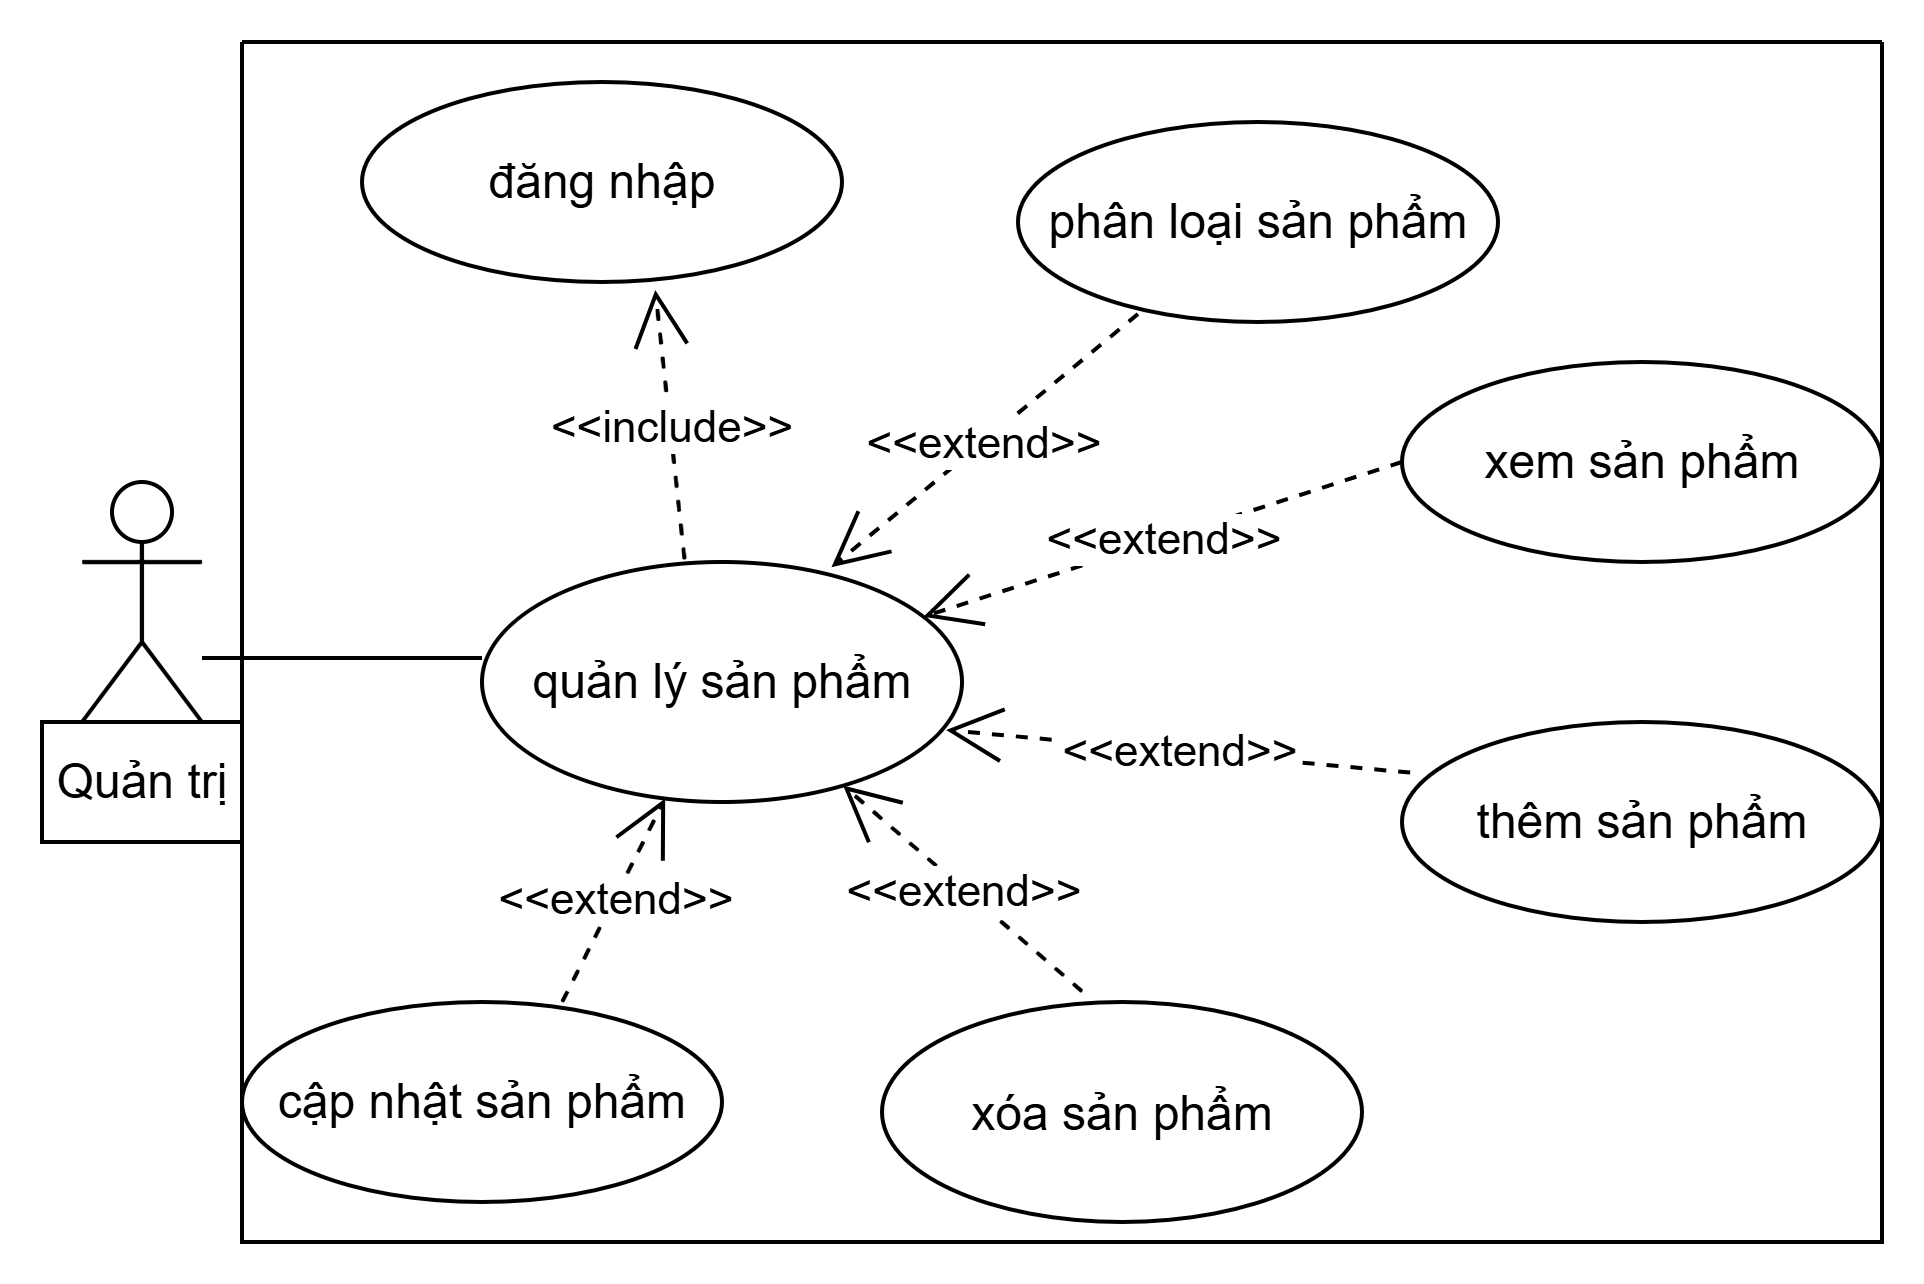 đăng nhập
phân loại sản phẩm
<<include>>
<<extend>>
xem sản phẩm
<<extend>>
quản lý sản phẩm
<<extend>>
Quản trị
thêm sản phẩm
<<extend>>
<<extend>>
cập nhật sản phẩm
xóa sản phẩm